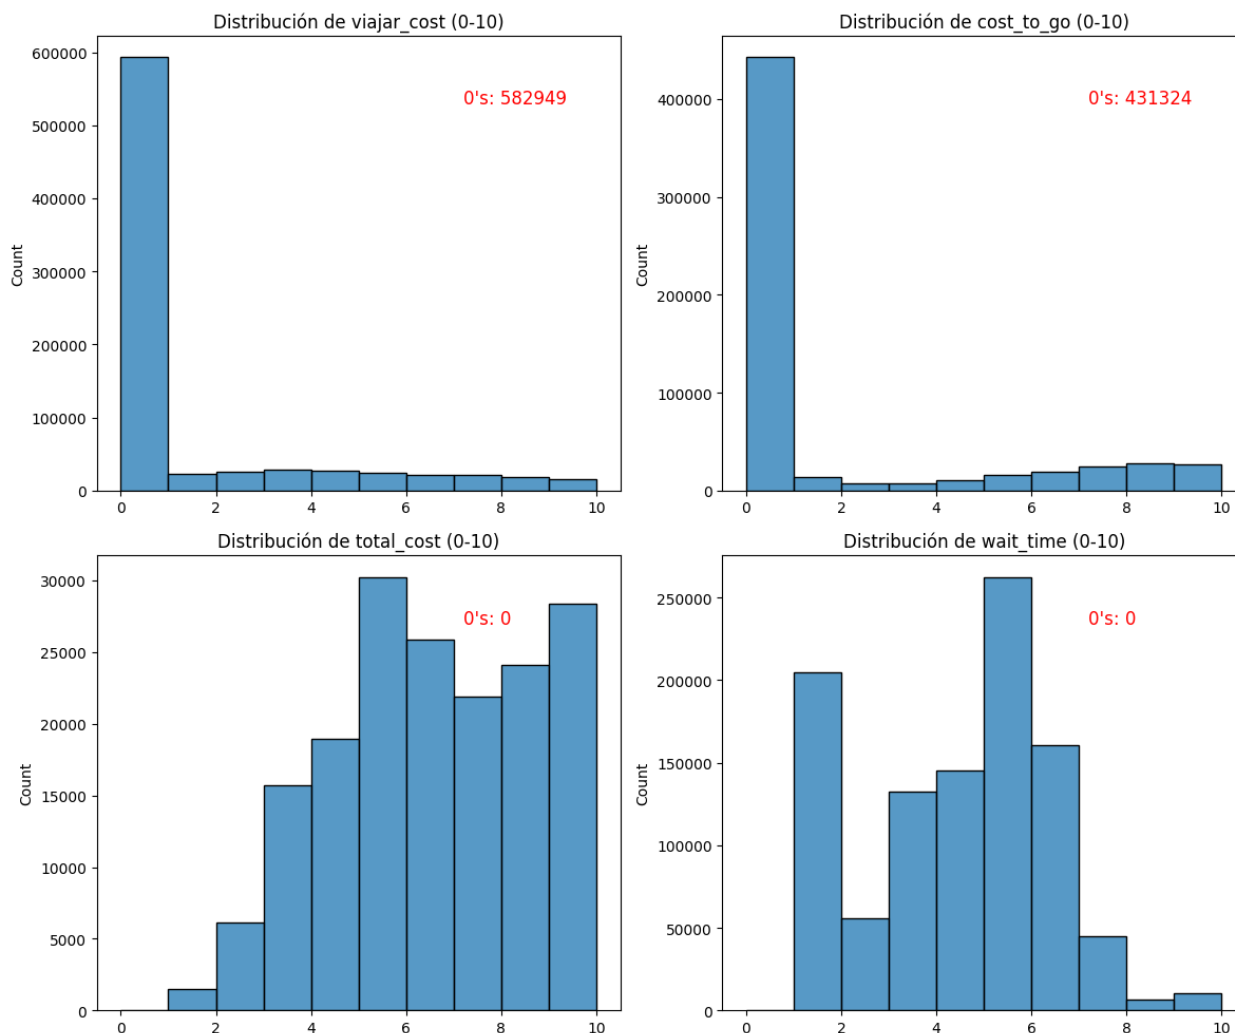 Distribución de viajar_cost (0-10)
600000
500000
400000
300000
200000
100000
0
Count
0's: 582949
0 2 4 6 8 10
Distribución de cost_to_go (0-10)
400000
300000
200000
100000
0
Count
0's: 431324
0 2 4 6 8 10
Distribución de total_cost (0-10)
30000
25000
20000
15000
10000
5000
0
Count
0's: 0
0 2 4 6 8 10
Distribución de wait_time (0-10)
250000
200000
150000
100000
50000
0
Count
0's: 0
0 2 4 6 8 10